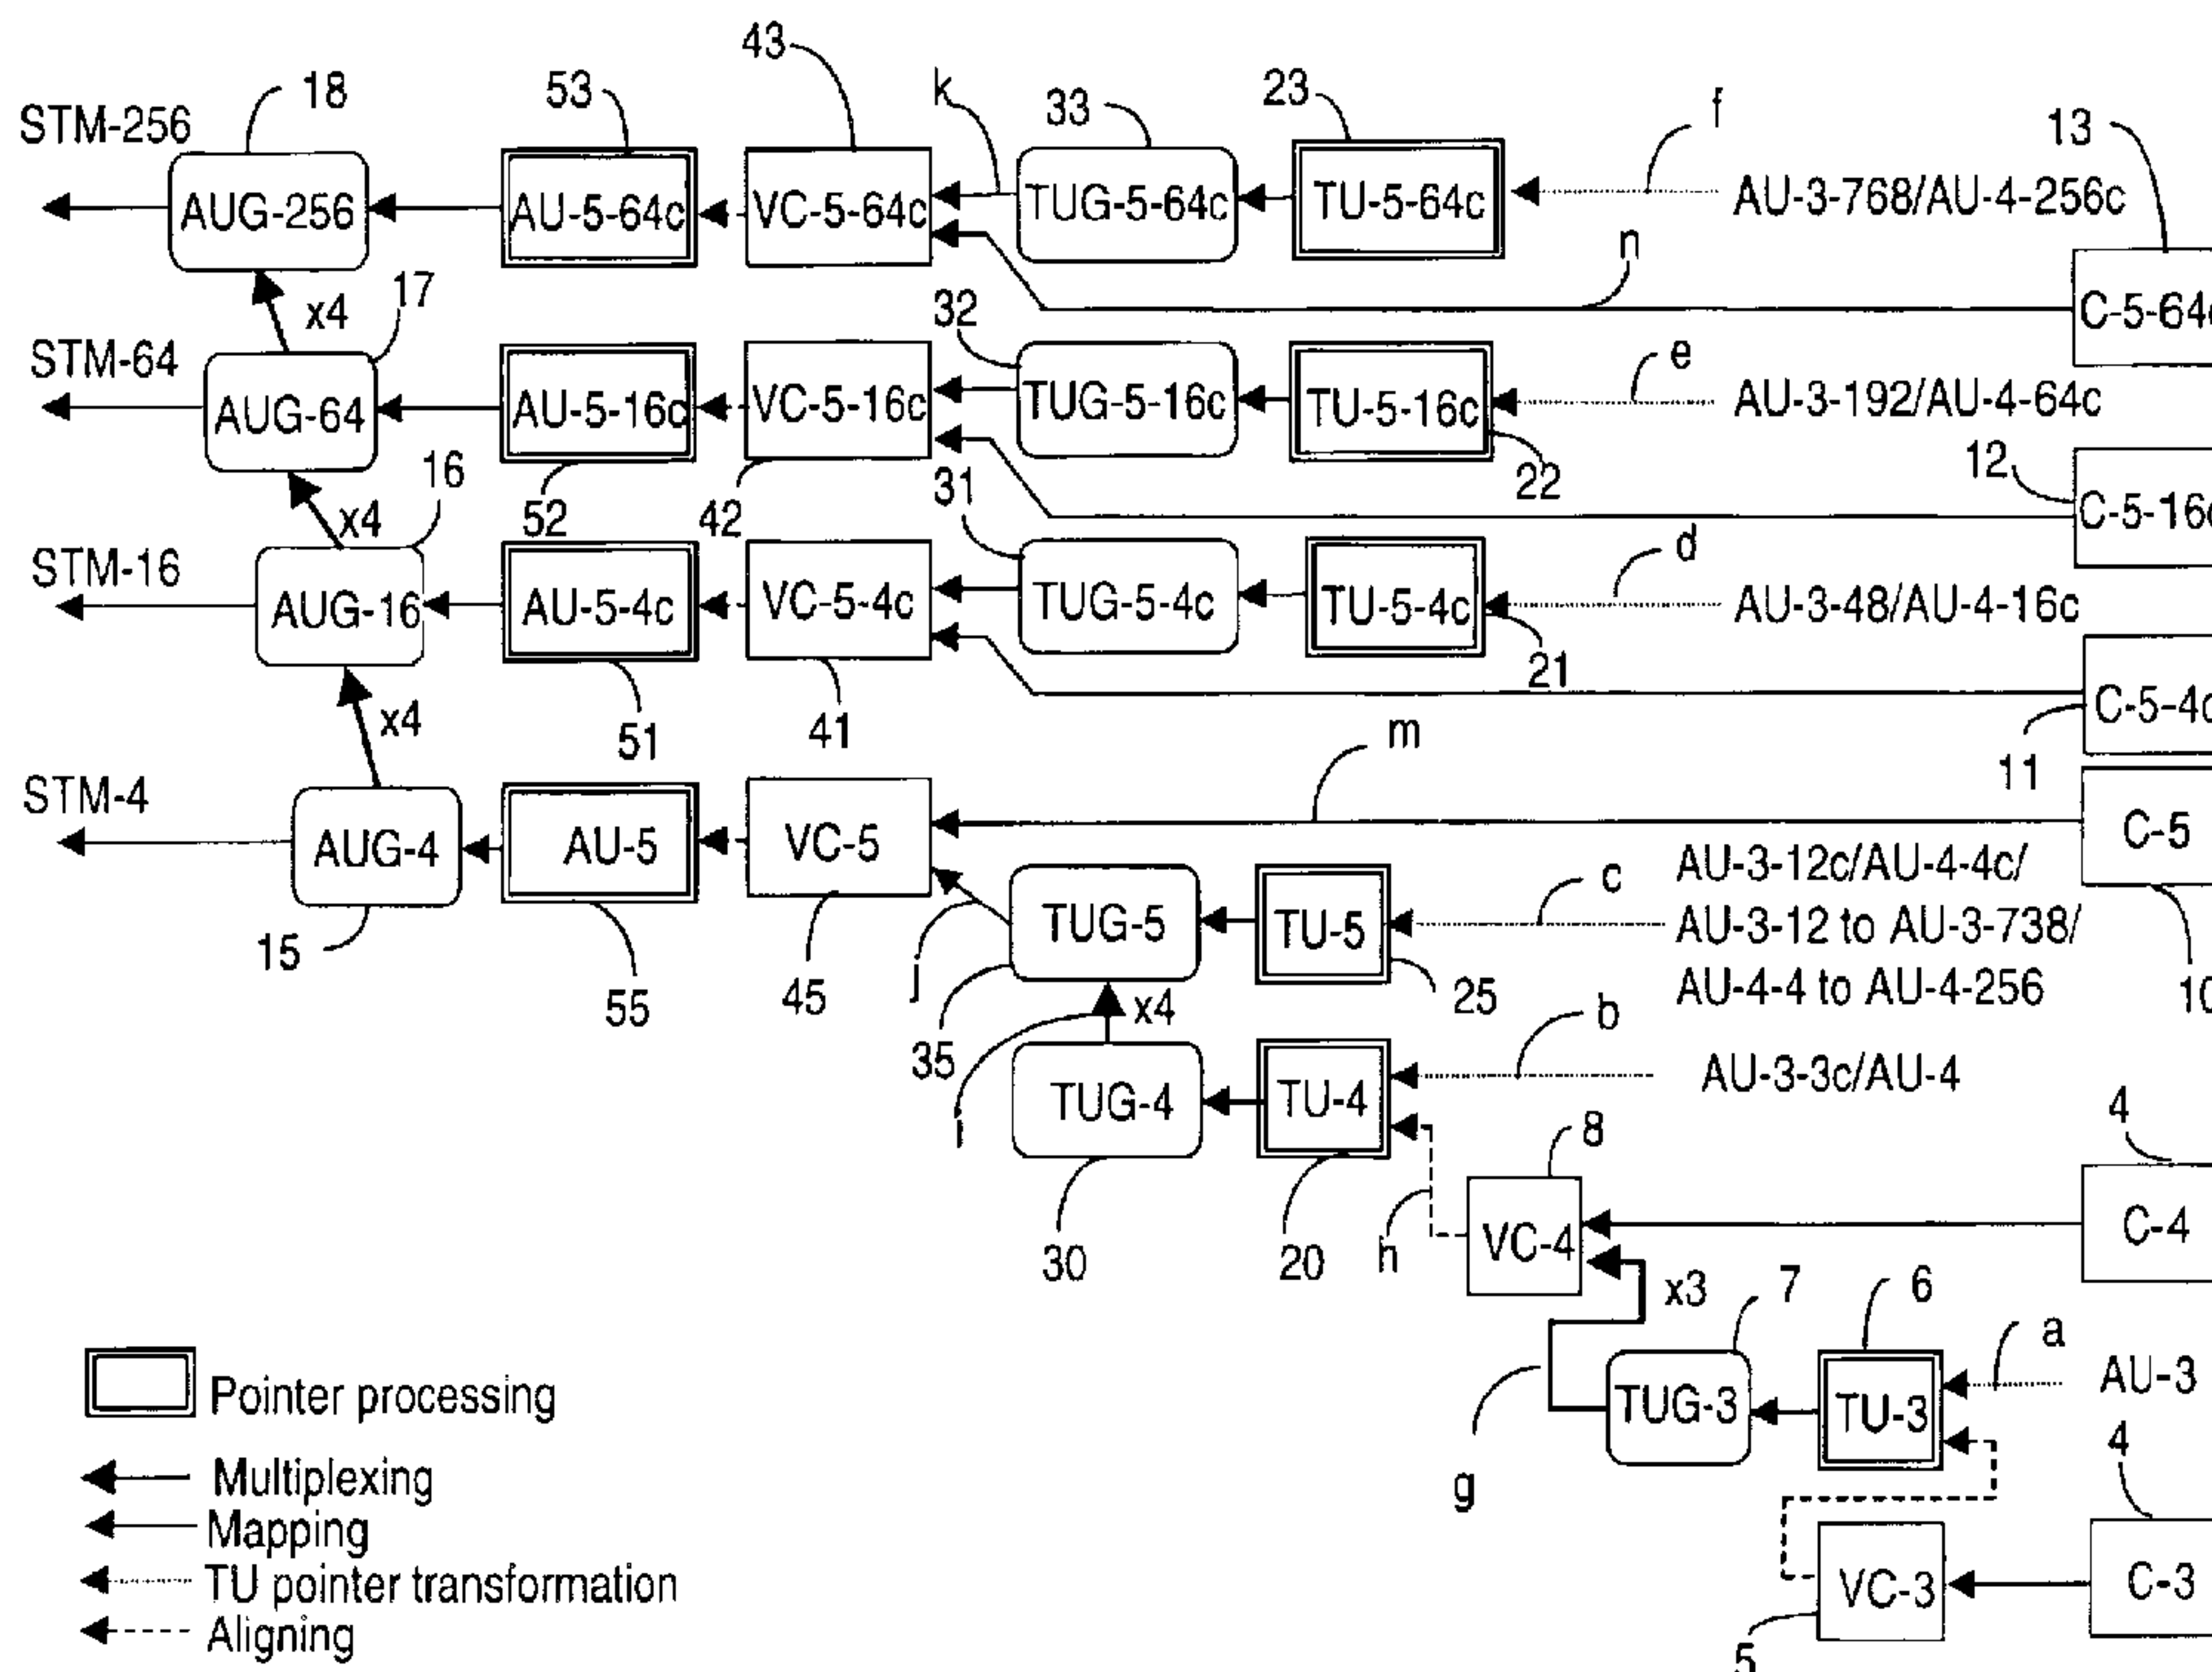 43
18
53
k
33
23
f
13
STM-256
AUG-256
AU-5-64c
VC-5-64c
TUG-5-64c
TU-5-64c
AU-3-768/AU-4-256c
n
C-5-64c
x4
17
32
STM-64
AUG-64
AU-5-16c
VC-5-16c
TUG-5-16c
TU-5-16c
e
AU-3-192/AU-4-64c
16
x4
52
42
31
22
12
C-5-16c
STM-16
AUG-16
AU-5-4c
VC-5-4c
TUG-5-4c
TU-5-4c
d
AU-3-48/AU-4-16c
x4
51
41
21
C-5-4c
11
m
STM-4
AUG-4
AU-5
VC-5
C-5
10
15
55
45
j
TUG-5
TU-5
c
AU-3-12c/AU-4-4c/
AU-3-12 to AU-3-738/
AU-4-4 to AU-4-256
35
x4
25
i
b
TUG-4
TU-4
AU-3-3c/AU-4
30
20
h
8
4
VC-4
C-4
x3
7
6
a
g
TUG-3
TU-3
AU-3
4
VC-3
C-3
5
Pointer processing
Multiplexing
Mapping
TU pointer transformation
Aligning